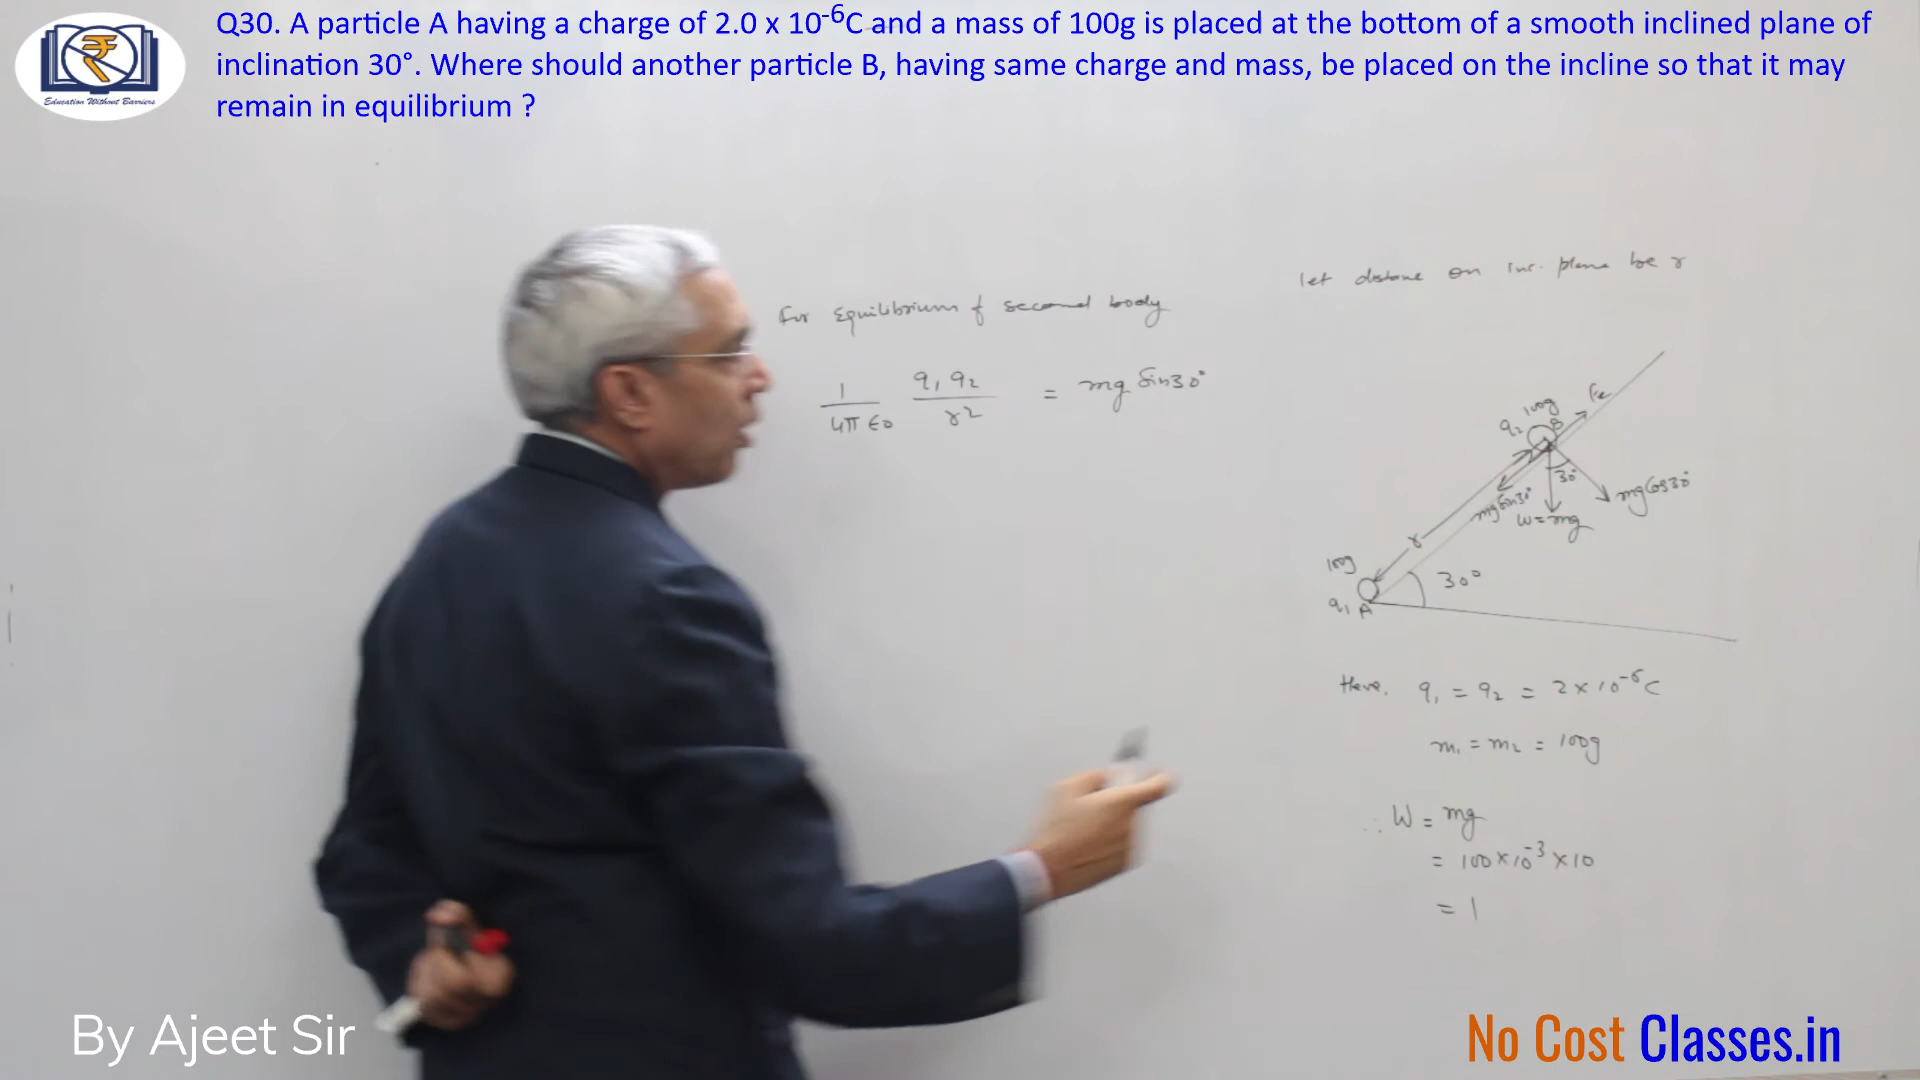 Q30. A particle A having a charge of 2.0 x 10⁻⁶C and a mass of 100g is placed at the bottom of a smooth inclined plane of
inclination 30°. Where should another particle B, having same charge and mass, be placed on the incline so that it may
remain in equilibrium ?
Education Without Barriers
let distane on inc. plane be r
For Equilibrium of second body
1/4π ε0 q1 q2/r2 = mg Sin30°
Fe
100g
q2 B
30°
mg Sin30°
mg Cos30°
W = mg
r
100g
30°
q1 A
Here, q1 = q2 = 2 × 10⁻⁶ C
m1 = m2 = 100g
∴ W = mg
= 100 × 10⁻³ × 10
= 1
By Ajeet Sir
No Cost Classes.in